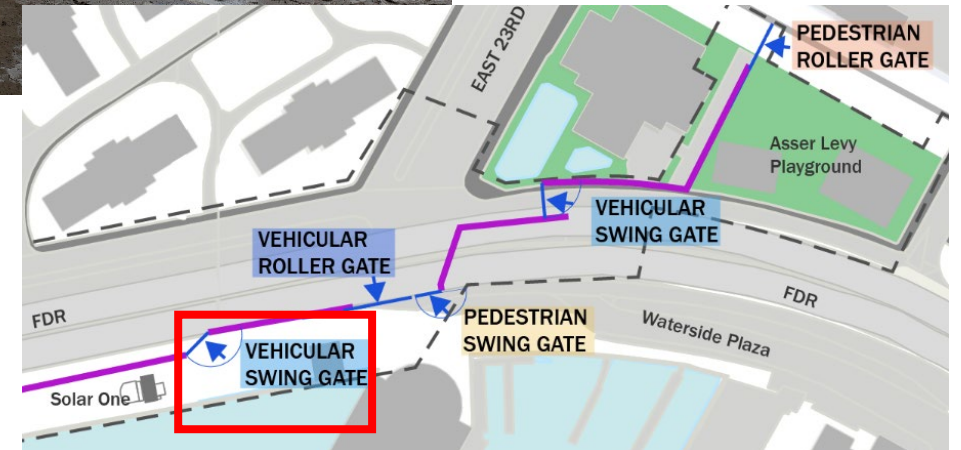 PEDESTRIAN
ROLLER GATE
EAST 23RD
Asser Levy
Playground
VEHICULAR
SWING GATE
VEHICULAR
ROLLER GATE
FDR
FDR
PEDESTRIAN
SWING GATE
Waterside Plaza
VEHICULAR
SWING GATE
Solar One